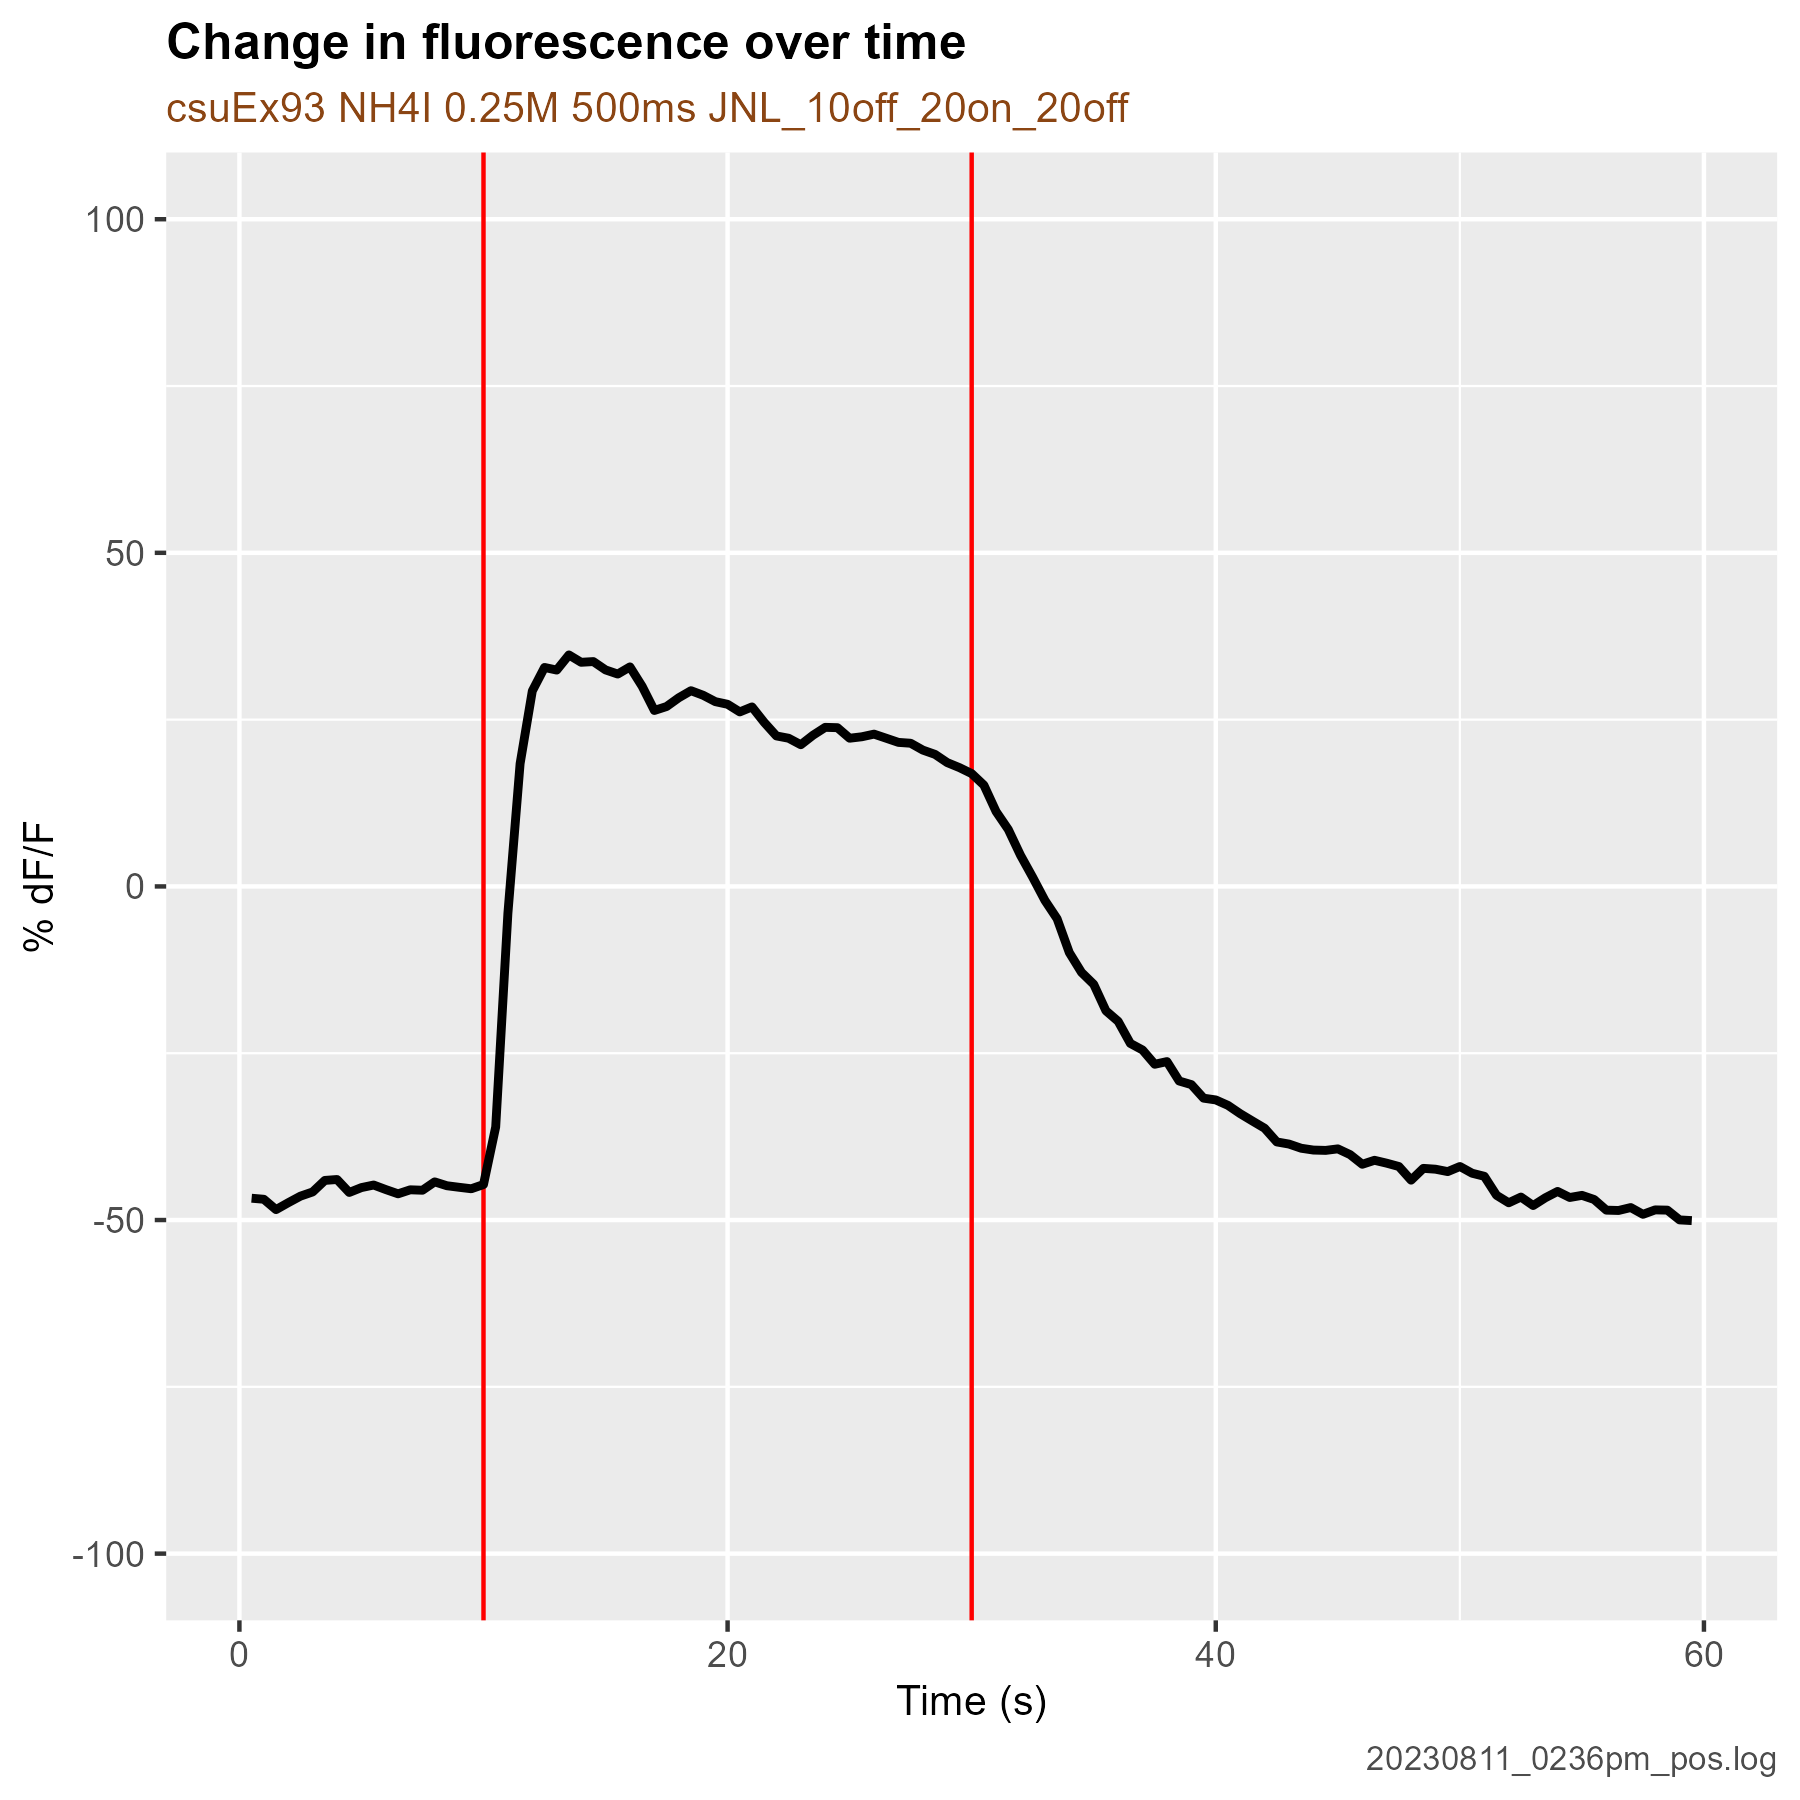 Change in fluorescence over time
csuEx93 NH4I 0.25M 500ms JNL_10off_20on_20off
100
50
0
-50
-100
% dF/F
0 20 40 60
Time (s)
20230811_0236pm_pos.log